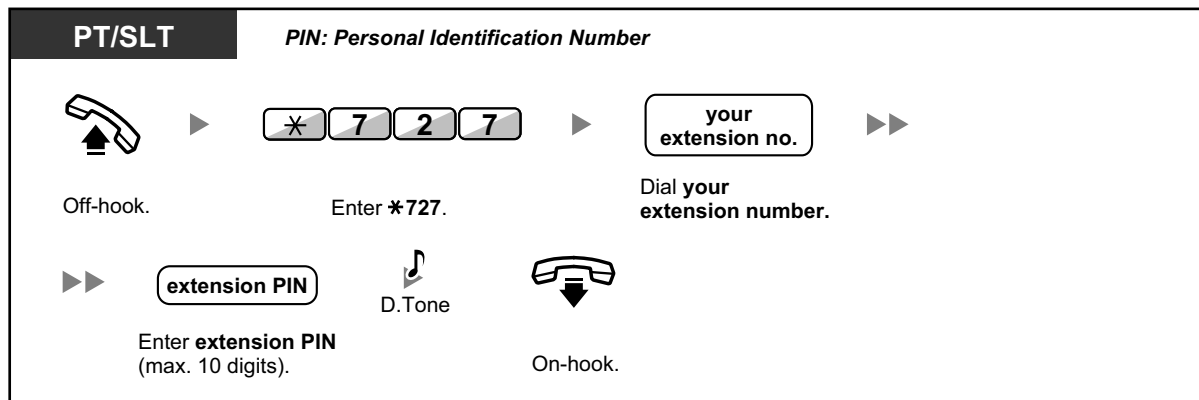 PT/SLT
PIN: Personal Identification Number
* 7 2 7
your
extension no.
Off-hook.
Enter *727.
Dial your
extension number.
extension PIN
D.Tone
Enter extension PIN
(max. 10 digits).
On-hook.